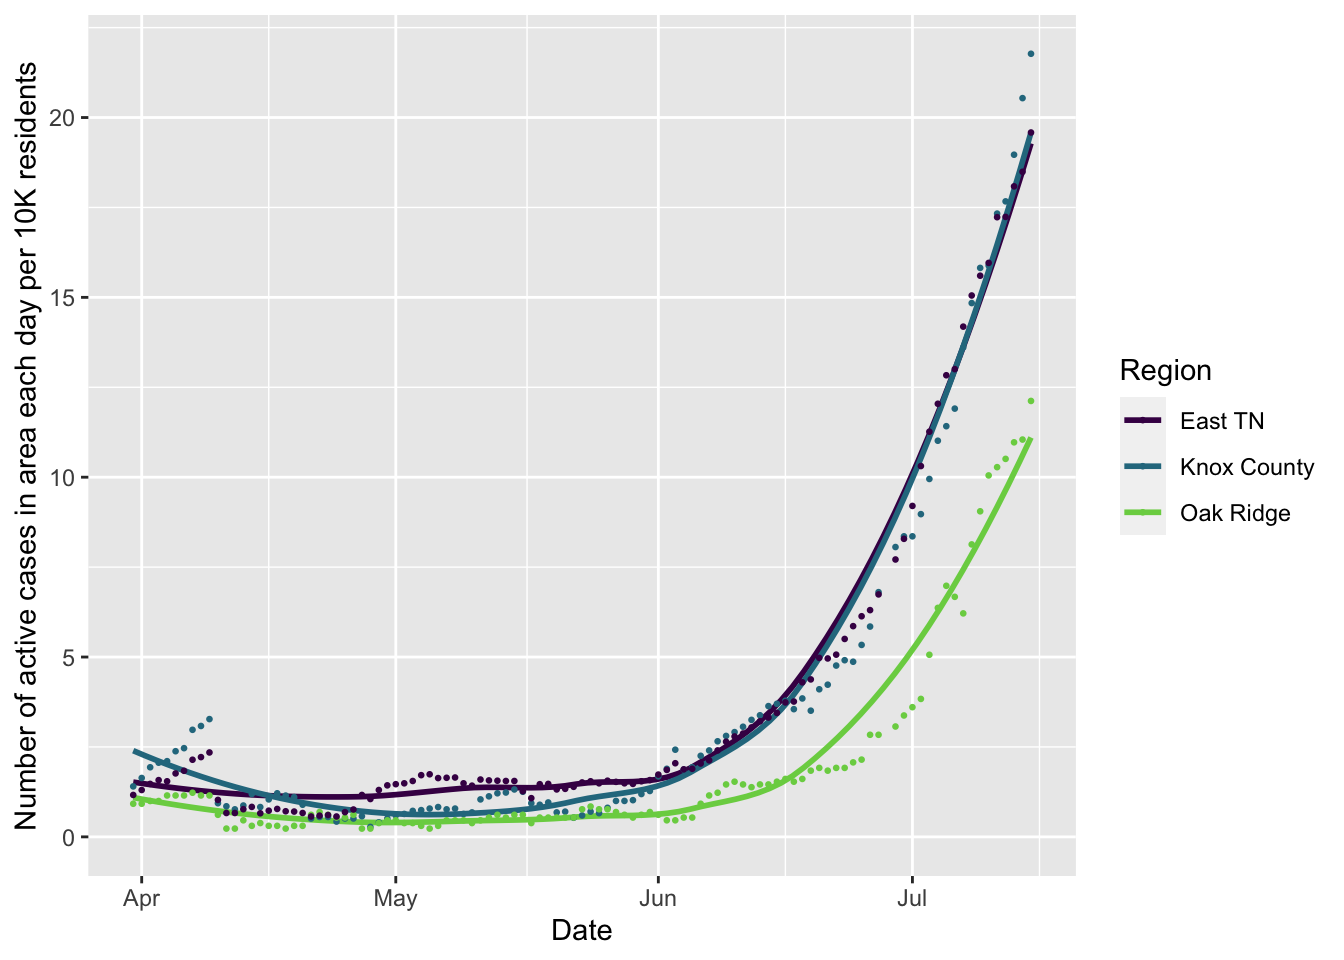 Number of active cases in area each day per 10K residents
20
15
10
5
0
Apr
May
Jun
Jul
Date
Region
East TN
Knox County
Oak Ridge